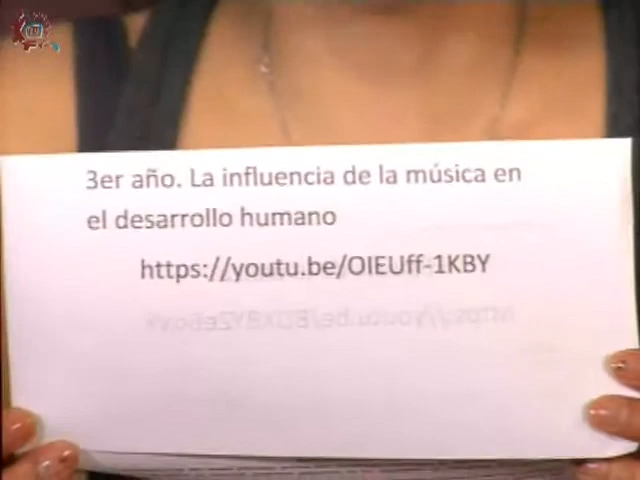 3er año. La influencia de la música en
el desarrollo humano
https://youtu.be/OIEUff-1KBY